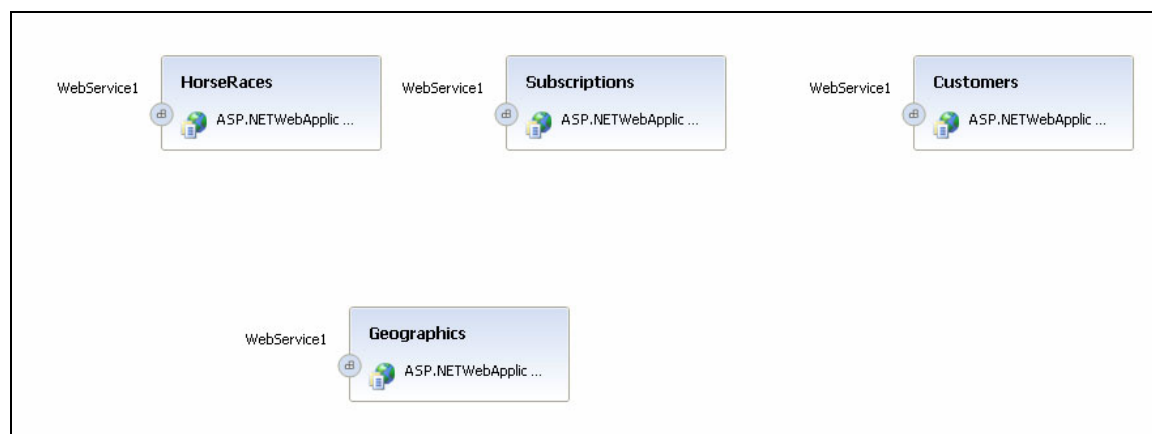 HorseRaces
WebService1
ASP.NETWebApplic ...
Subscriptions
WebService1
ASP.NETWebApplic ...
Customers
WebService1
ASP.NETWebApplic ...
Geographics
WebService1
ASP.NETWebApplic ...